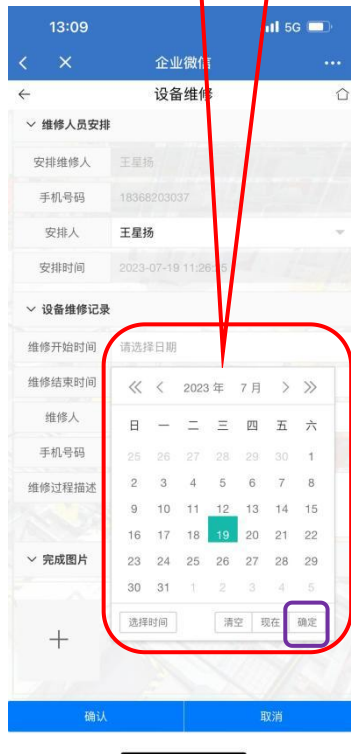 13:09 5G
企业微信
设备维修
维修人员安排
安排维修人 王星扬
手机号码 18368203037
安排人 王星扬
安排时间 2023-07-19 11:26:
设备维修记录
维修开始时间 请选择日期
维修结束时间
2023 年 7 月
维修人
日 一 二 三 四 五 六
手机号码
25 26 27 28 29 30 1
维修过程描述
2 3 4 5 6 7 8
9 10 11 12 13 14 15
16 17 18 19 20 21 22
完成图片
23 24 25 26 27 28 29
30 31 1 2 3 4 5
选择时间 清空 现在 确定
确认 取消